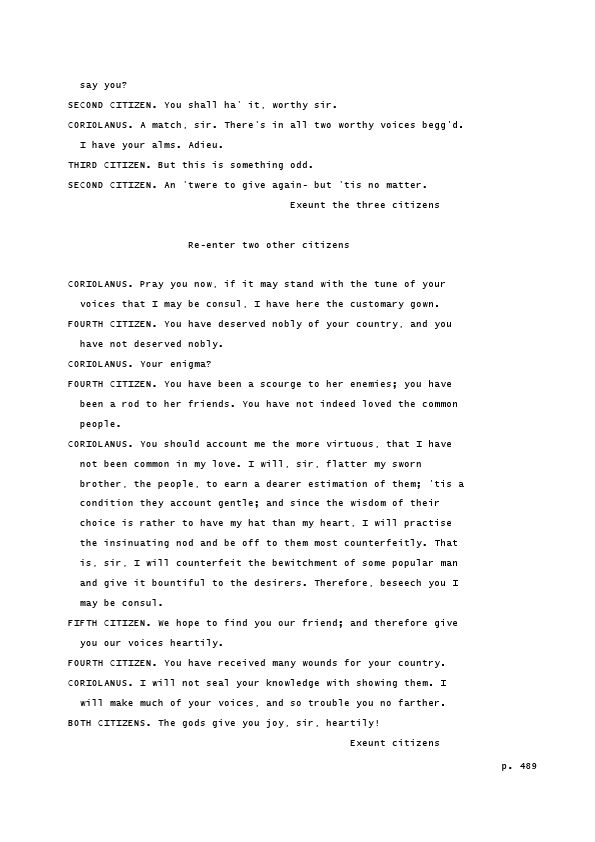 say you?
SECOND CITIZEN. You shall ha' it, worthy sir.
CORIOLANUS. A match, sir. There's in all two worthy voices begg'd.
I have your alms. Adieu.
THIRD CITIZEN. But this is something odd.
SECOND CITIZEN. An 'twere to give again- but 'tis no matter.
Exeunt the three citizens
Re-enter two other citizens
CORIOLANUS. Pray you now, if it may stand with the tune of your
voices that I may be consul, I have here the customary gown.
FOURTH CITIZEN. You have deserved nobly of your country, and you
have not deserved nobly.
CORIOLANUS. Your enigma?
FOURTH CITIZEN. You have been a scourge to her enemies; you have
been a rod to her friends. You have not indeed loved the common
people.
CORIOLANUS. You should account me the more virtuous, that I have
not been common in my love. I will, sir, flatter my sworn
brother, the people, to earn a dearer estimation of them; 'tis a
condition they account gentle; and since the wisdom of their
choice is rather to have my hat than my heart, I will practise
the insinuating nod and be off to them most counterfeitly. That
is, sir, I will counterfeit the bewitchment of some popular man
and give it bountiful to the desirers. Therefore, beseech you I
may be consul.
FIFTH CITIZEN. We hope to find you our friend; and therefore give
you our voices heartily.
FOURTH CITIZEN. You have received many wounds for your country.
CORIOLANUS. I will not seal your knowledge with showing them. I
will make much of your voices, and so trouble you no farther.
BOTH CITIZENS. The gods give you joy, sir, heartily!
Exeunt citizens
p. 489